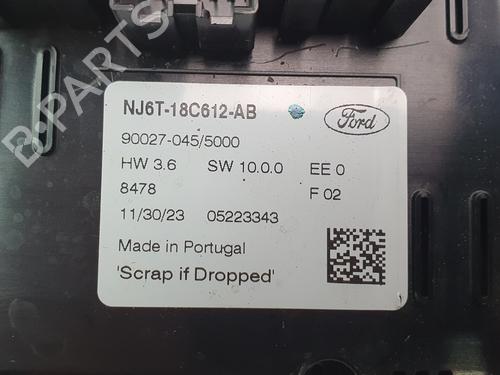 B-PARTS
NJ6T-18C612-AB
Ford
90027-045/5000
HW 3.6 SW 10.0.0 EE 0
8478 F 02
11/30/23 05223343
Made in Portugal
'Scrap if Dropped'